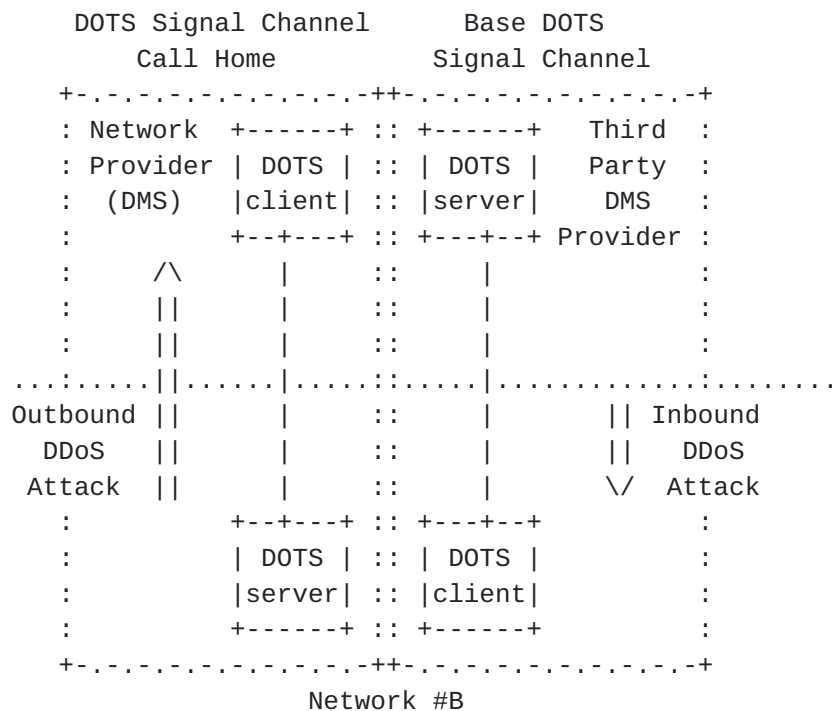 DOTS Signal Channel Base DOTS
Call Home Signal Channel
+-.-.-.-.-.-.-.-.-.-++-.-.-.-.-.-.-.-.-.-+
: Network +------+ :: +------+ Third :
: Provider | DOTS | :: | DOTS | Party :
: (DMS) |client| :: |server| DMS :
: +--+---+ :: +---+--+ Provider :
: /\ | :: | :
: || | :: | :
: || | :: | :
...:.....||......|.....::.....|.............:........
Outbound || | :: | || Inbound
DDoS || | :: | || DDoS
Attack || | :: | \/ Attack
: +--+---+ :: +---+--+ :
: | DOTS | :: | DOTS | :
: |server| :: |client| :
: +------+ :: +------+ :
+-.-.-.-.-.-.-.-.-.-++-.-.-.-.-.-.-.-.-.-+
Network #B